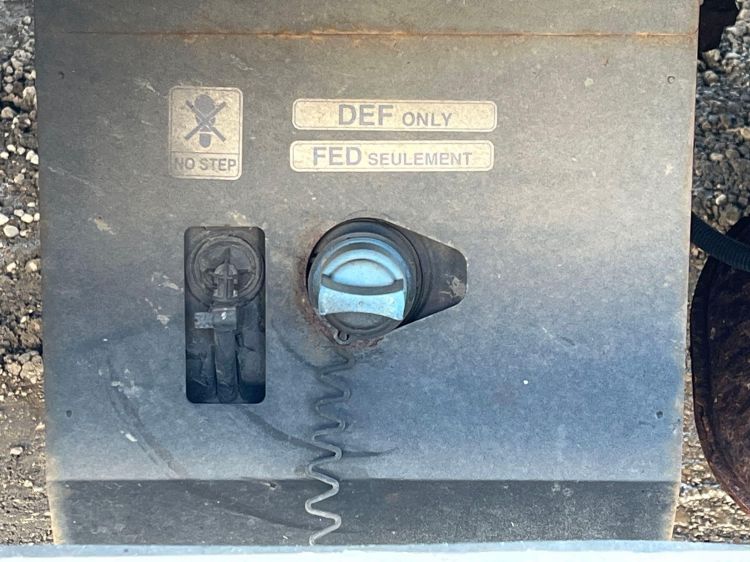 NO STEP
DEF ONLY
FED SEULEMENT